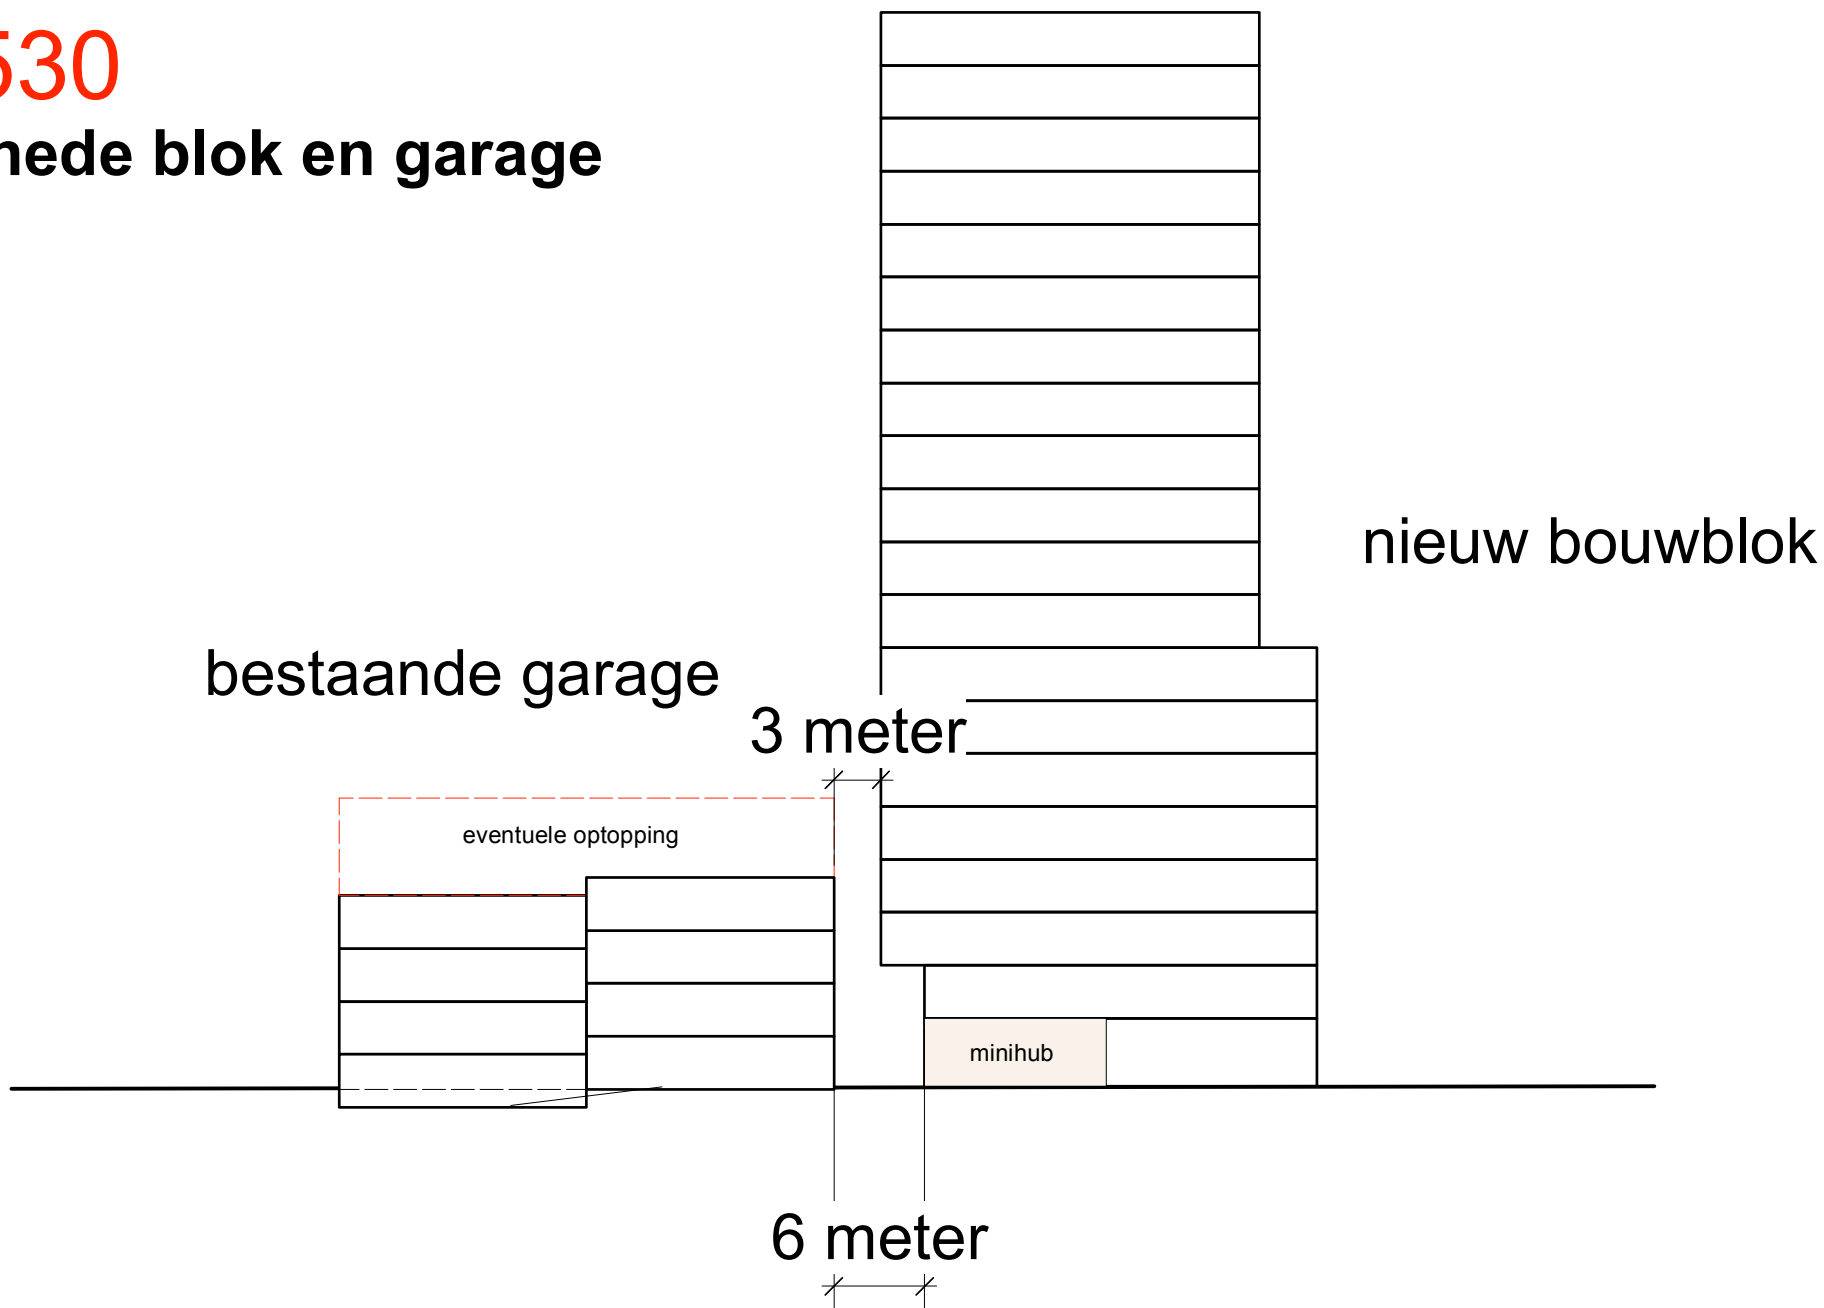 530
nede blok en garage
nieuw bouwblok
bestaande garage
3 meter
eventuele optopping
minihub
6 meter